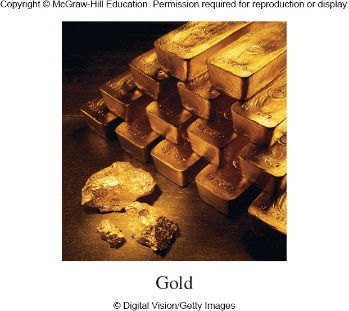 Copyright © McGraw-Hill Education. Permission required for reproduction or display.
Gold
© Digital Vision/Getty Images